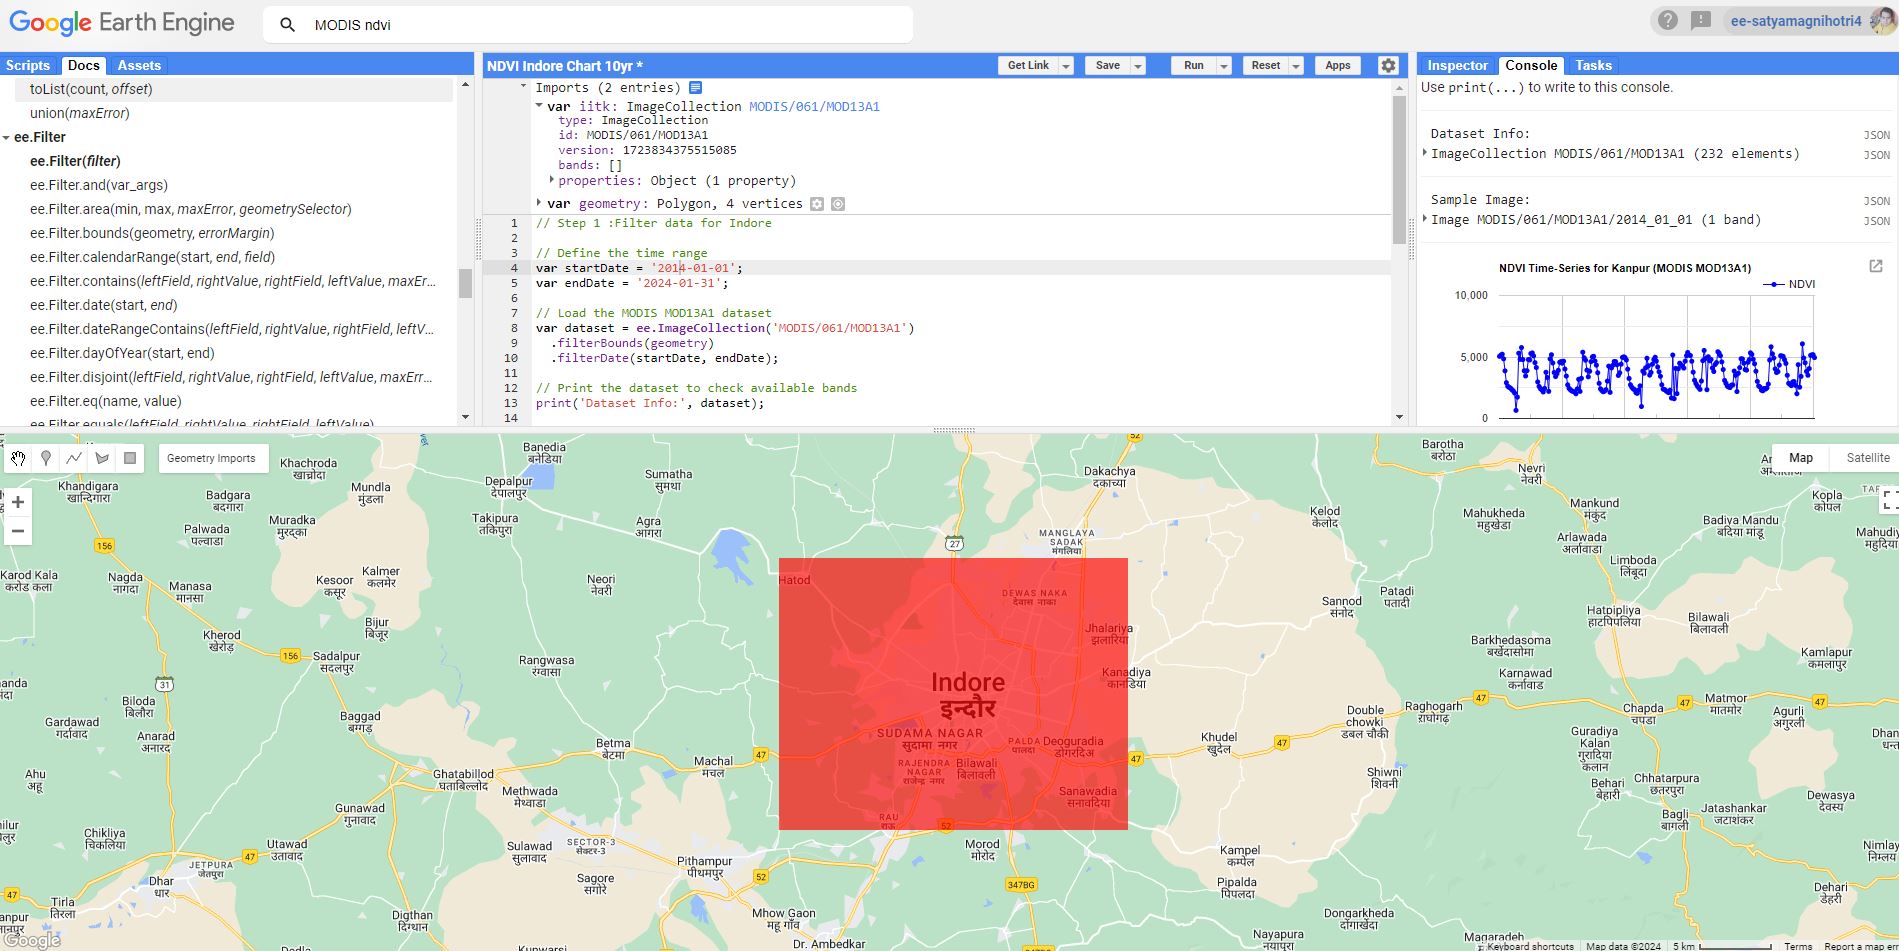 Google Earth Engine
MODIS ndvi
ee-satyamagnihotri4
Scripts Docs Assets
toList(count, offset)
union(maxError)
ee.Filter
ee.Filter(filter)
ee.Filter.and(var_args)
ee.Filter.area(min, max, maxError, geometrySelector)
ee.Filter.bounds(geometry, errorMargin)
ee.Filter.calendarRange(start, end, field)
ee.Filter.contains(leftField, rightValue, rightField, leftValue, maxEr...
ee.Filter.date(start, end)
ee.Filter.dateRangeContains(leftField, rightValue, rightField, leftV...
ee.Filter.dayOfYear(start, end)
ee.Filter.disjoint(leftField, rightValue, rightField, leftValue, maxErr...
ee.Filter.eq(name, value)
ee.Filter.equals(leftField, rightValue, rightField, leftValue)
NDVI Indore Chart 10yr *
Get Link Save Run Reset Apps
Imports (2 entries)
var iitk: ImageCollection MODIS/061/MOD13A1
type: ImageCollection
id: MODIS/061/MOD13A1
version: 1723834375515085
bands: []
properties: Object (1 property)
var geometry: Polygon, 4 vertices
1 // Step 1 :Filter data for Indore
2
3 // Define the time range
4 var startDate = '2014-01-01';
5 var endDate = '2024-01-31';
6
7 // Load the MODIS MOD13A1 dataset
8 var dataset = ee.ImageCollection('MODIS/061/MOD13A1')
9 .filterBounds(geometry)
10 .filterDate(startDate, endDate);
11
12 // Print the dataset to check available bands
13 print('Dataset Info:', dataset);
14
Inspector Console Tasks
Use print(...) to write to this console.
Dataset Info: JSON
ImageCollection MODIS/061/MOD13A1 (232 elements) JSON
Sample Image: JSON
Image MODIS/061/MOD13A1/2014_01_01 (1 band) JSON
NDVI Time-Series for Kanpur (MODIS MOD13A1)
NDVI
10,000
5,000
0
Geometry Imports
Map Satellite
+
−
Khandigara
खान्दिगारा
Badgara
बदगारा
Khachroda
खाचरोदा
Mundla
मुंडला
Muradka
मुरद्का
Palwada
पल्वाडा
156
Karod Kala
करोड कला
Nagda
नागदा
Manasa
मानसा
Kesoor
कसूर
Kalmer
कलमेर
Bijur
बिजूर
Kherod
खेरोड़
156
Sadalpur
सदलपुर
31
Biloda
बिलौरा
Baggad
बग्गड़
Gardawad
गर्दावाद
Anarad
अनारद
Ahu
आहू
Ghatabillod
घताबिल्लोद
Gunawad
गुनावाद
Chikliya
चिकलिया
Utawad
उतावाद
47
JETPURA
जेतपुरा
Dhar
धार
47
Tirla
तिरला
Digthan
दिग्थान
Banedia
बनेडिया
Depalpur
देपालपुर
Sumatha
सुमथा
Takipura
तकिपुरा
Agra
आगरा
Neori
नेवरी
Rangwasa
रंग्वासा
Betma
बेटमा
Machal
मचल
47
Methwada
मेथ्वाडा
SECTOR-3
सेक्टर-3
Sulawad
सुलावाद
Sagore
सगोरे
Pithampur
पीथमपुर
52
Mhow Gaon
महू गाँव
Dr. Ambedkar
52
Dakachya
दकाच्या
27
MANGLAYA
SADAK
मंगलिया
Hatod
DEWAS NAKA
देवास नाका
Jhalariya
झलारिया
Kanadiya
कानडिया
Indore
इन्दौर
SUDAMA NAGAR
सुदामा नगर
PALDA
पालदा
Deoguradia
डोगरदिअ
47
RAJENDRA
NAGAR
राजेन्द्र नगर
Bilawali
बिलावली
Sanawadia
सनावदिया
RAU
राऊ
52
Morod
मोरोद
347BG
Kelod
केलोद
Barotha
बरोठा
Nevri
नेवरी
Mahukheda
महुखेडा
Mankund
मंकुंद
Arlawada
अर्लावाडा
Badiya Mandu
बदिया मांडू
Kopla
कोपल
Limboda
लिंबूदा
Sannod
संनोद
Patadi
पतादी
Hatpipliya
हाटपिपलिया
Bilawali
बिलावली
Barkhedasoma
बर्खेदासोमा
Karnawad
कर्नावाड
Kamlapur
कमलापुर
Double
chowki
डबल चौकी
Raghogarh
राघोगढ़
47
Chapda
चपडा
47
Matmor
मातमोर
47
Agurli
अगुरली
Khudel
खुदेल
47
Guradiya
Kalan
गुरादिया
कलान
Shiwni
शिवनी
Behari
बेहारी
Chhatarpura
छतरपुरा
Dewasya
देवस्य
Bagli
बागली
Jatashankar
जटाशंकर
Kampel
कम्पेल
Pipalda
पिपलदा
Dongarkheda
दोंगार्खेडा
Nayapura
नयापुरा
Magaradeh
Dehari
डेहरी
Google
Keyboard shortcuts Map data ©2024 5 km Terms Report a map err